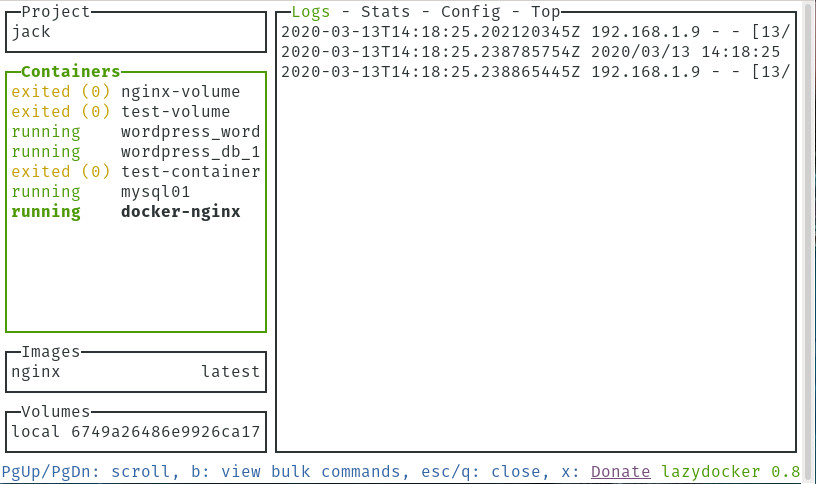 Project
jack
Containers
exited (0) nginx-volume
exited (0) test-volume
running wordpress_word
running wordpress_db_1
exited (0) test-container
running mysql01
running docker-nginx
Images
nginx latest
Volumes
local 6749a26486e9926ca17
Logs - Stats - Config - Top
2020-03-13T14:18:25.202120345Z 192.168.1.9 - - [13/
2020-03-13T14:18:25.238785754Z 2020/03/13 14:18:25
2020-03-13T14:18:25.238865445Z 192.168.1.9 - - [13/
PgUp/PgDn: scroll, b: view bulk commands, esc/q: close, x: Donate lazydocker 0.8